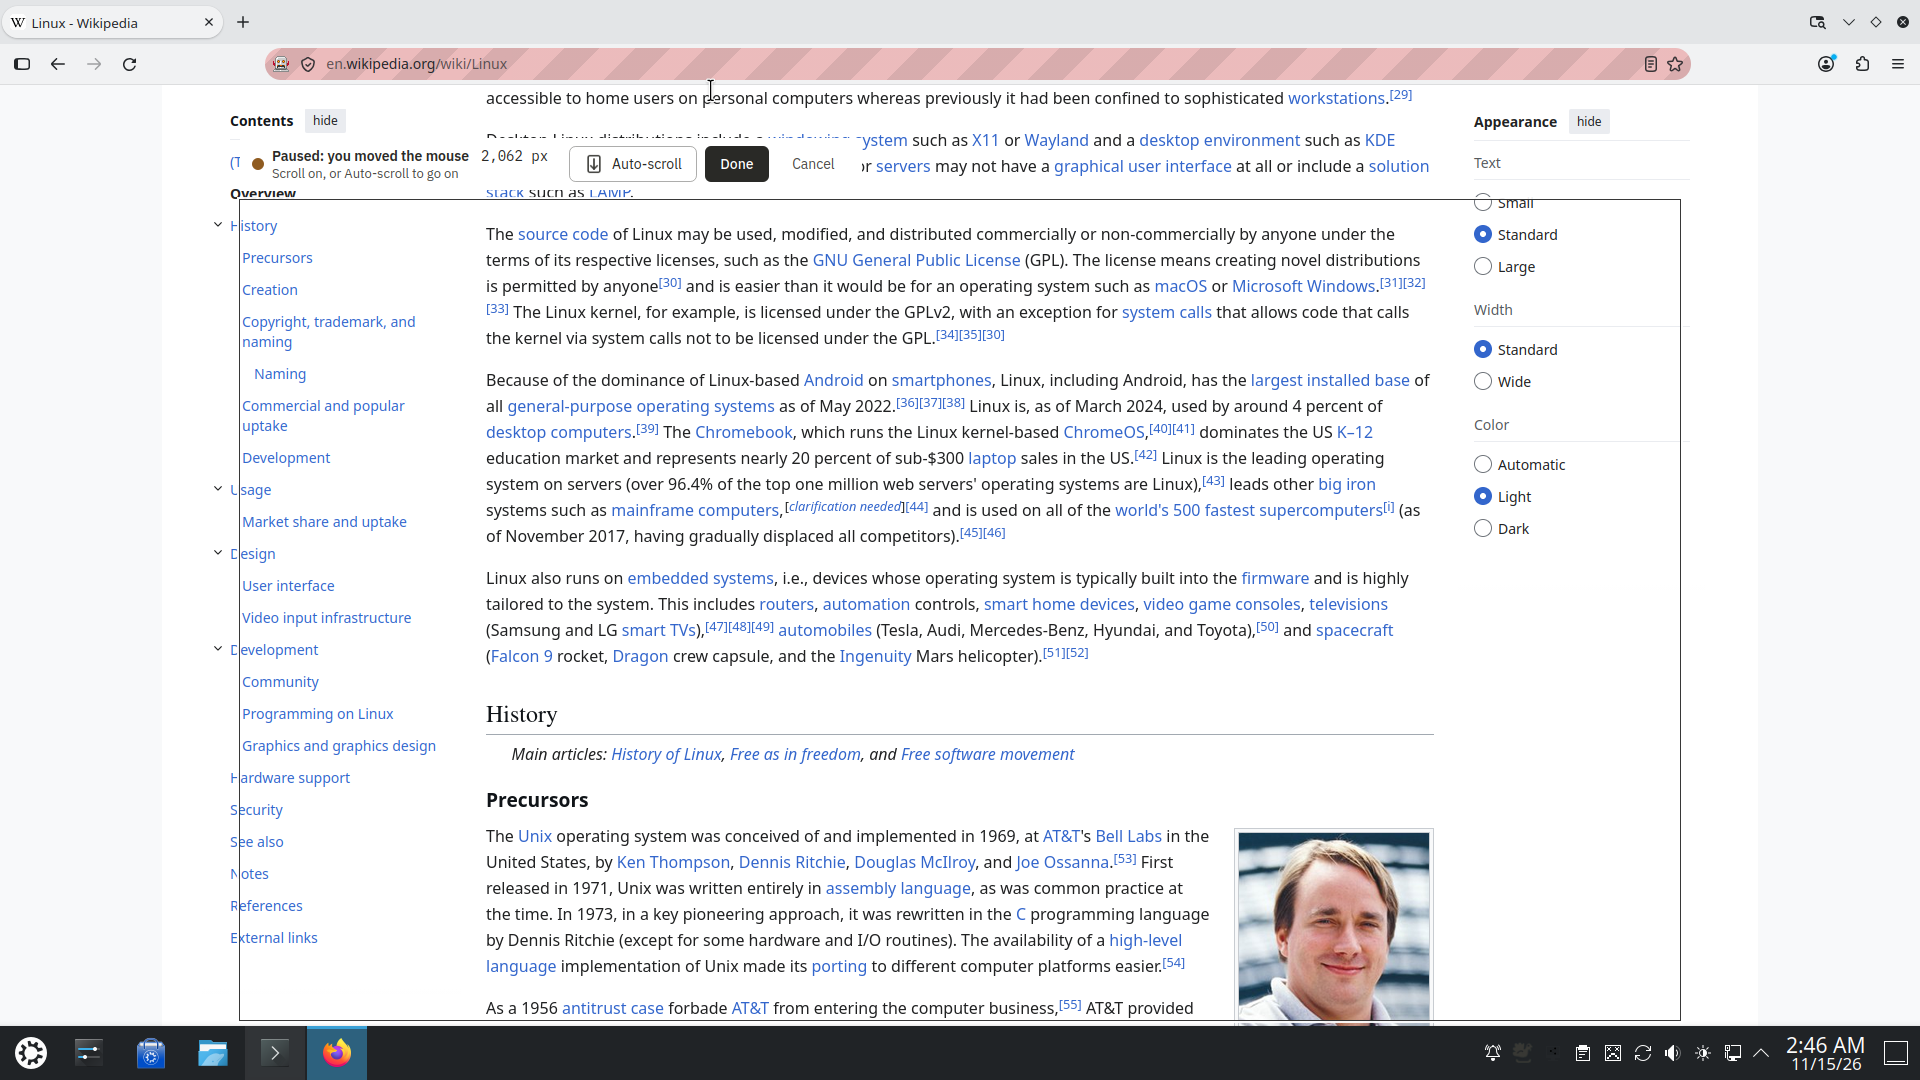 Linux - Wikipedia
en.wikipedia.org/wiki/Linux
Contents
hide
Overview
History
Precursors
Creation
Copyright, trademark, and
naming
Naming
Commercial and popular
uptake
Development
Usage
Market share and uptake
Design
User interface
Video input infrastructure
Development
Community
Programming on Linux
Graphics and graphics design
Hardware support
Security
See also
Notes
References
External links
Paused: you moved the mouse
Scroll on, or Auto-scroll to go on
2,062 px
Auto-scroll
Done
Cancel
accessible to home users on personal computers whereas previously it had been confined to sophisticated workstations.[29]
Desktop Linux distributions include a windowing system such as X11 or Wayland and a desktop environment such as KDE
or servers may not have a graphical user interface at all or include a solution
stack such as LAMP.
The source code of Linux may be used, modified, and distributed commercially or non-commercially by anyone under the
terms of its respective licenses, such as the GNU General Public License (GPL). The license means creating novel distributions
is permitted by anyone[30] and is easier than it would be for an operating system such as macOS or Microsoft Windows.[31][32]
[33] The Linux kernel, for example, is licensed under the GPLv2, with an exception for system calls that allows code that calls
the kernel via system calls not to be licensed under the GPL.[34][35][30]
Because of the dominance of Linux-based Android on smartphones, Linux, including Android, has the largest installed base of
all general-purpose operating systems as of May 2022.[36][37][38] Linux is, as of March 2024, used by around 4 percent of
desktop computers.[39] The Chromebook, which runs the Linux kernel-based ChromeOS,[40][41] dominates the US K–12
education market and represents nearly 20 percent of sub-$300 laptop sales in the US.[42] Linux is the leading operating
system on servers (over 96.4% of the top one million web servers' operating systems are Linux),[43] leads other big iron
systems such as mainframe computers,[clarification needed][44] and is used on all of the world's 500 fastest supercomputers[i] (as
of November 2017, having gradually displaced all competitors).[45][46]
Linux also runs on embedded systems, i.e., devices whose operating system is typically built into the firmware and is highly
tailored to the system. This includes routers, automation controls, smart home devices, video game consoles, televisions
(Samsung and LG smart TVs),[47][48][49] automobiles (Tesla, Audi, Mercedes-Benz, Hyundai, and Toyota),[50] and spacecraft
(Falcon 9 rocket, Dragon crew capsule, and the Ingenuity Mars helicopter).[51][52]
History
Main articles: History of Linux, Free as in freedom, and Free software movement
Precursors
The Unix operating system was conceived of and implemented in 1969, at AT&T's Bell Labs in the
United States, by Ken Thompson, Dennis Ritchie, Douglas McIlroy, and Joe Ossanna.[53] First
released in 1971, Unix was written entirely in assembly language, as was common practice at
the time. In 1973, in a key pioneering approach, it was rewritten in the C programming language
by Dennis Ritchie (except for some hardware and I/O routines). The availability of a high-level
language implementation of Unix made its porting to different computer platforms easier.[54]
As a 1956 antitrust case forbade AT&T from entering the computer business,[55] AT&T provided
Appearance
hide
Text
Small
Standard
Large
Width
Standard
Wide
Color
Automatic
Light
Dark
2:46 AM
11/15/26